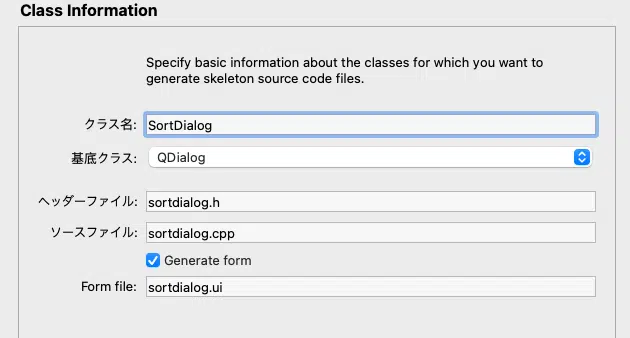 Class Information
Specify basic information about the classes for which you want to
generate skeleton source code files.
クラス名: SortDialog
基底クラス: QDialog
ヘッダーファイル: sortdialog.h
ソースファイル: sortdialog.cpp
Generate form
Form file: sortdialog.ui